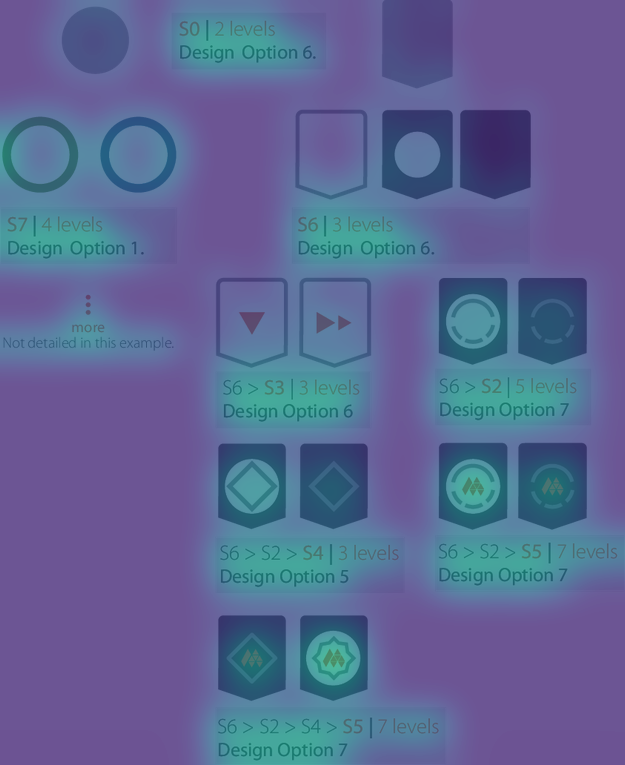 S0 | 2 levels
Design Option 6.
S7 | 4 levels
Design Option 1.
S6 | 3 levels
Design Option 6.
more
Not detailed in this example.
S6 > S3 | 3 levels
Design Option 6
S6 > S2 | 5 levels
Design Option 7
S6 > S2 > S4 | 3 levels
Design Option 5
S6 > S2 > S5 | 7 levels
Design Option 7
S6 > S2 > S4 > S5 | 7 levels
Design Option 7